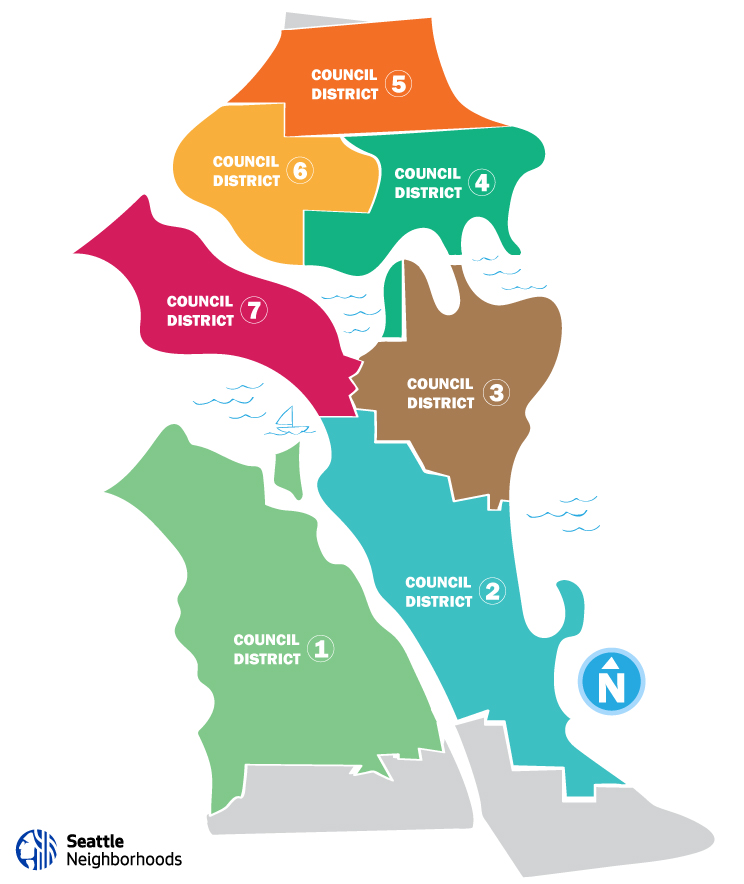 COUNCIL
DISTRICT 5
COUNCIL
DISTRICT 6
COUNCIL
DISTRICT 4
COUNCIL
DISTRICT 7
COUNCIL
DISTRICT 3
COUNCIL
DISTRICT 2
COUNCIL
DISTRICT 1
N
Seattle
Neighborhoods